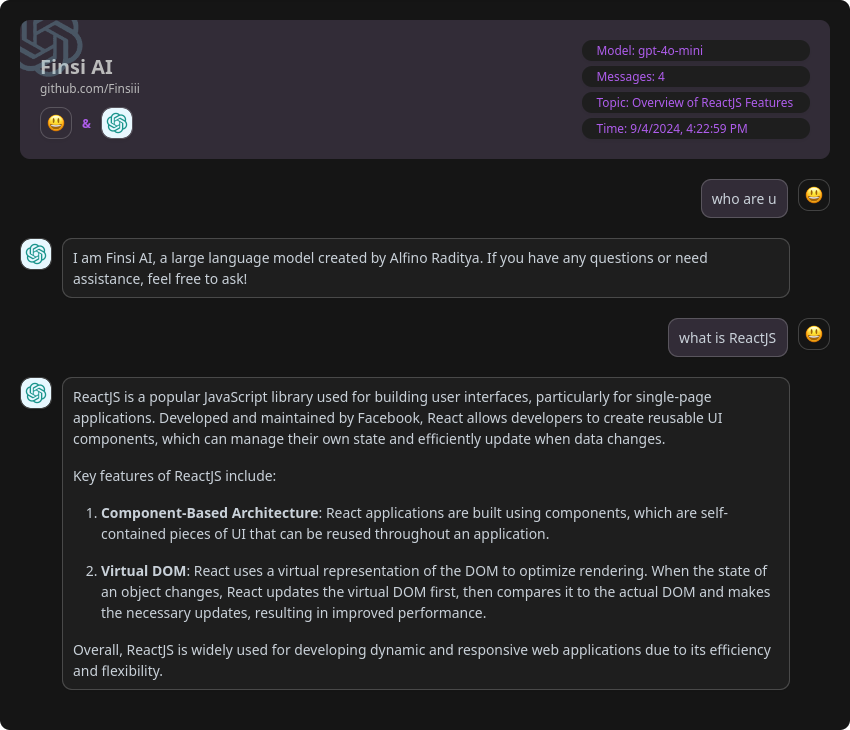 Finsi AI
github.com/Finsiii
&
Model: gpt-4o-mini
Messages: 4
Topic: Overview of ReactJS Features
Time: 9/4/2024, 4:22:59 PM
who are u
I am Finsi AI, a large language model created by Alfino Raditya. If you have any questions or need
assistance, feel free to ask!
what is ReactJS
ReactJS is a popular JavaScript library used for building user interfaces, particularly for single-page
applications. Developed and maintained by Facebook, React allows developers to create reusable UI
components, which can manage their own state and efficiently update when data changes.
Key features of ReactJS include:
1. Component-Based Architecture: React applications are built using components, which are self-
contained pieces of UI that can be reused throughout an application.
2. Virtual DOM: React uses a virtual representation of the DOM to optimize rendering. When the state of
an object changes, React updates the virtual DOM first, then compares it to the actual DOM and makes
the necessary updates, resulting in improved performance.
Overall, ReactJS is widely used for developing dynamic and responsive web applications due to its efficiency
and flexibility.